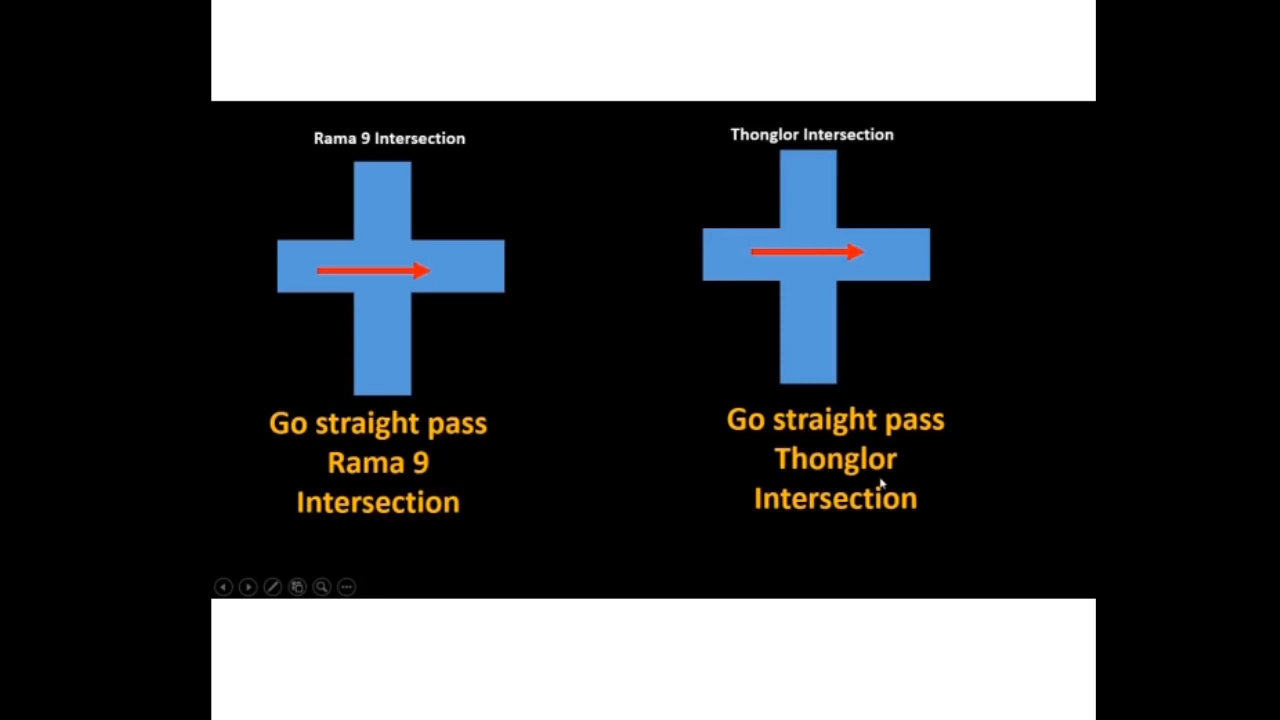 Rama 9 Intersection
Go straight pass
Rama 9
Intersection
Thonglor Intersection
Go straight pass
Thonglor
Intersection